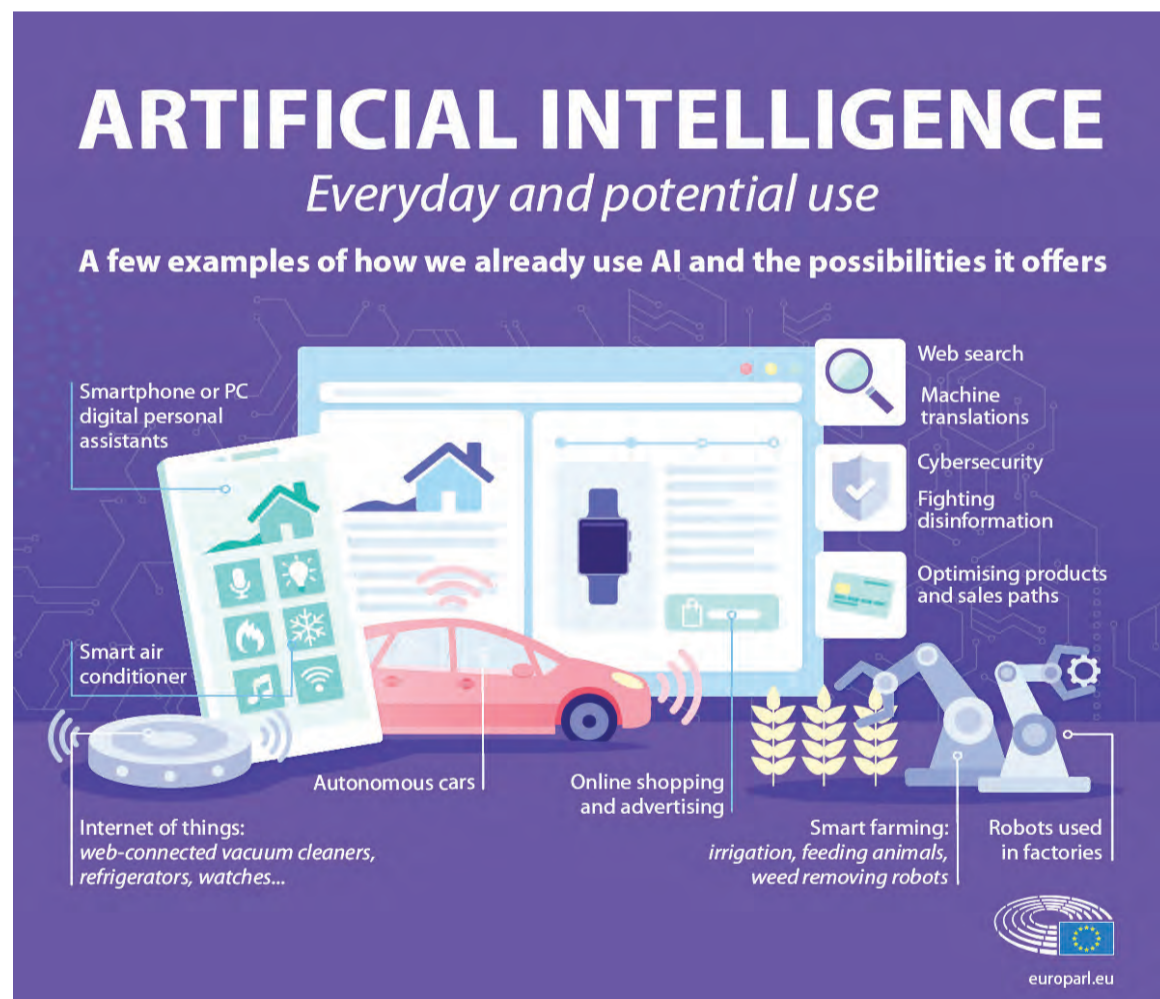 ARTIFICIAL INTELLIGENCE
Everyday and potential use
A few examples of how we already use AI and the possibilities it offers
Smartphone or PC
digital personal
assistants
Web search
Machine
translations
Cybersecurity
Fighting
disinformation
Optimising products
and sales paths
Smart air
conditioner
Autonomous cars
Online shopping
and advertising
Internet of things:
web-connected vacuum cleaners,
refrigerators, watches...
Smart farming:
irrigation, feeding animals,
weed removing robots
Robots used
in factories
europarl.eu